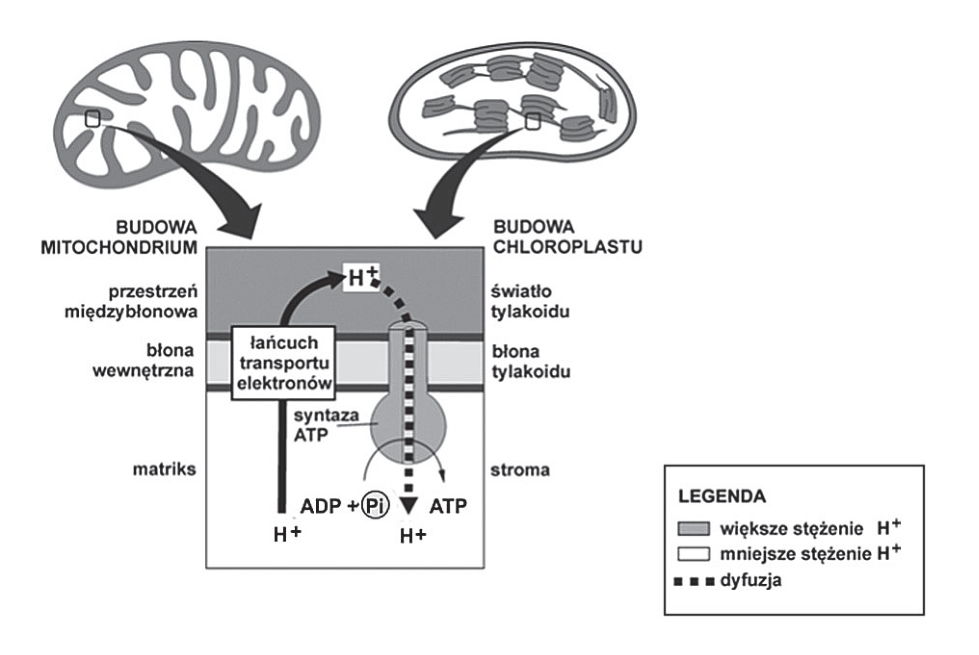 BUDOWA
MITOCHONDRIUM
BUDOWA
CHLOROPLASTU
przestrzeń
międzybłonowa
H+
światło
tylakoidu
błona
wewnętrzna
łańcuch
transportu
elektronów
błona
tylakoidu
syntaza
ATP
matriks
stroma
ADP + Pi
ATP
H+
H+
LEGENDA
większe stężenie H+
mniejsze stężenie H+
dyfuzja